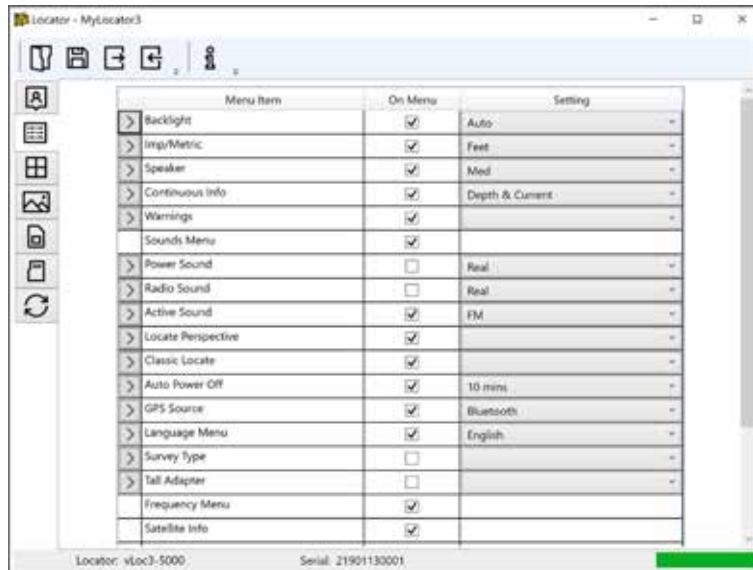 Locator - MyLocator3
Menu Item On Menu Setting
Backlight Auto
Imp/Metric Feet
Speaker Med
Continuous Info Depth & Current
Warnings
Sounds Menu
Power Sound Real
Radio Sound Real
Active Sound FM
Locate Perspective
Classic Locate
Auto Power Off 10 mins
GPS Source Bluetooth
Language Menu English
Survey Type
Tall Adapter
Frequency Menu
Satellite Info
Locator: vLoc3-5000 Serial: 21901130001